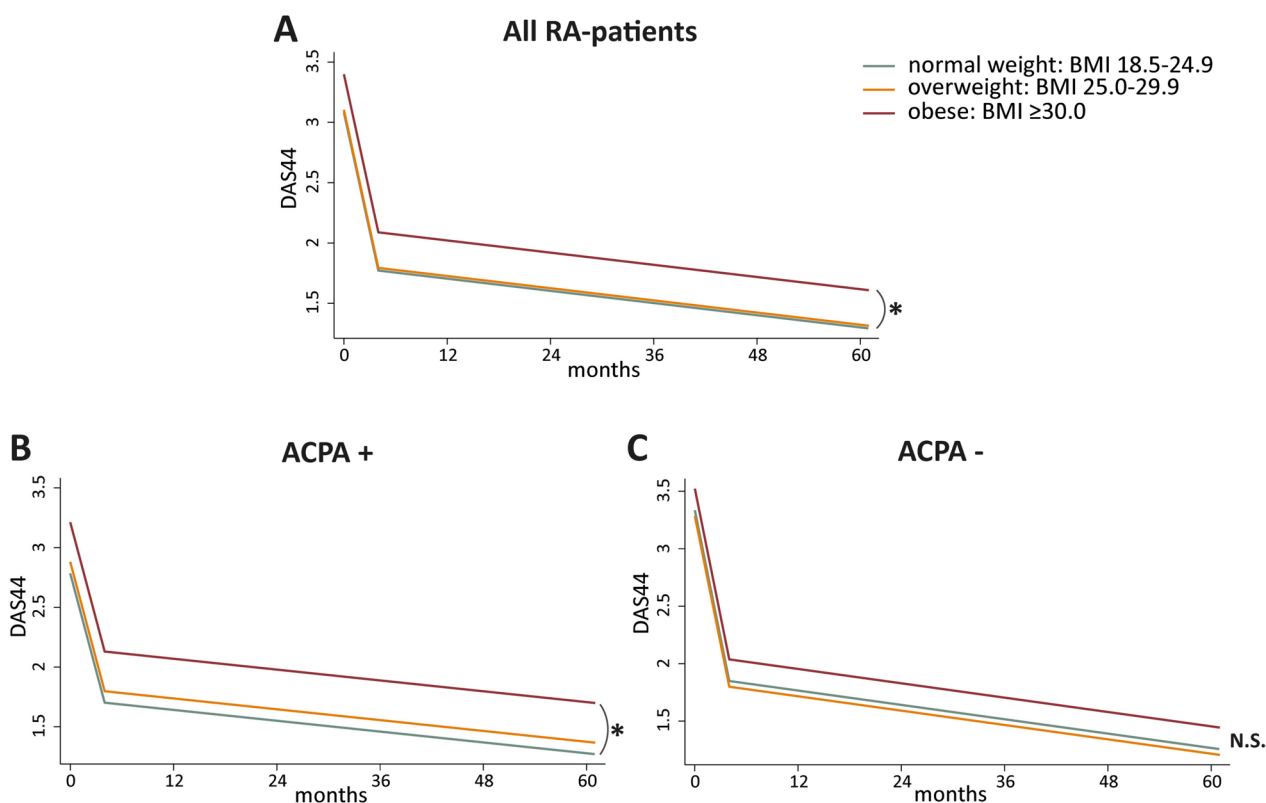 A
All RA-patients
normal weight: BMI 18.5-24.9
overweight: BMI 25.0-29.9
obese: BMI ≥30.0
DAS44
3.5
3
2.5
2
1.5
*
0 12 24 36 48 60
months
B
ACPA +
DAS44
3.5
3
2.5
2
1.5
*
0 12 24 36 48 60
months
C
ACPA -
DAS44
3.5
3
2.5
2
1.5
N.S.
0 12 24 36 48 60
months